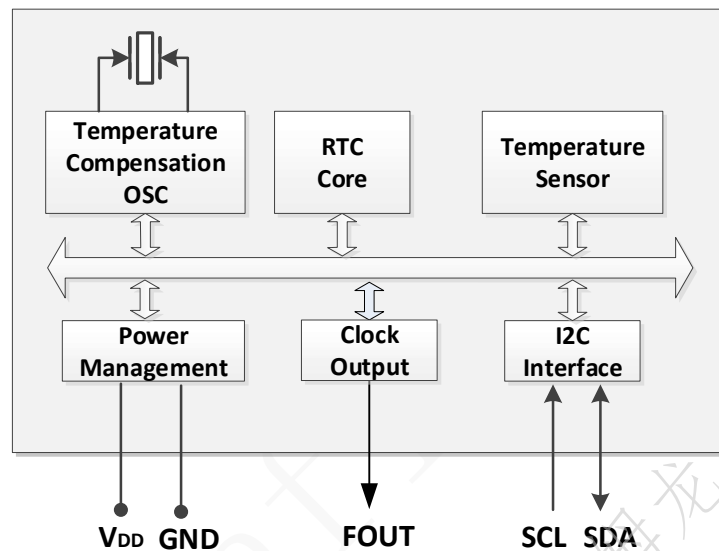 Temperature
Compensation
OSC
RTC
Core
Temperature
Sensor
Power
Management
Clock
Output
I2C
Interface
VDD GND
FOUT
SCL SDA